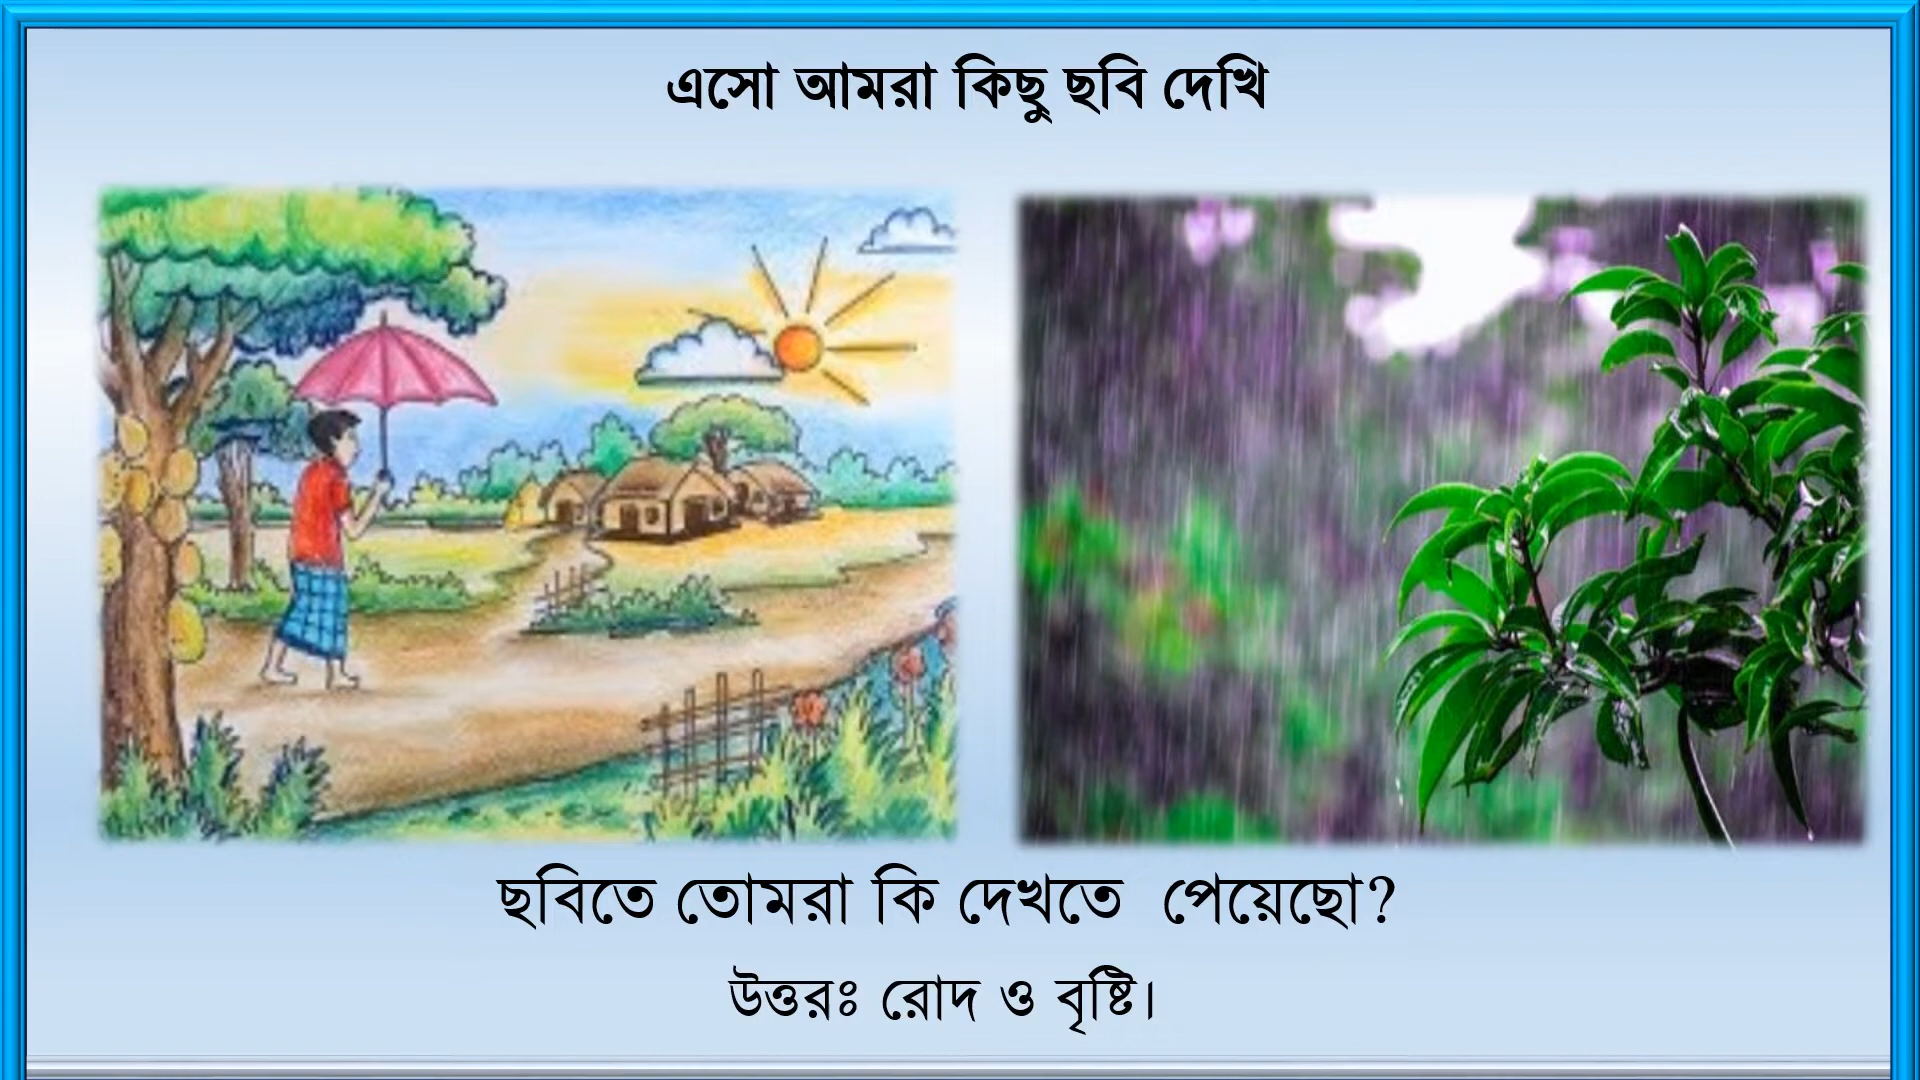 এসো আমরা কিছু ছবি দেখি
ছবিতে তোমরা কি দেখতে পেয়েছো?
উত্তরঃ রোদ ও বৃষ্টি।